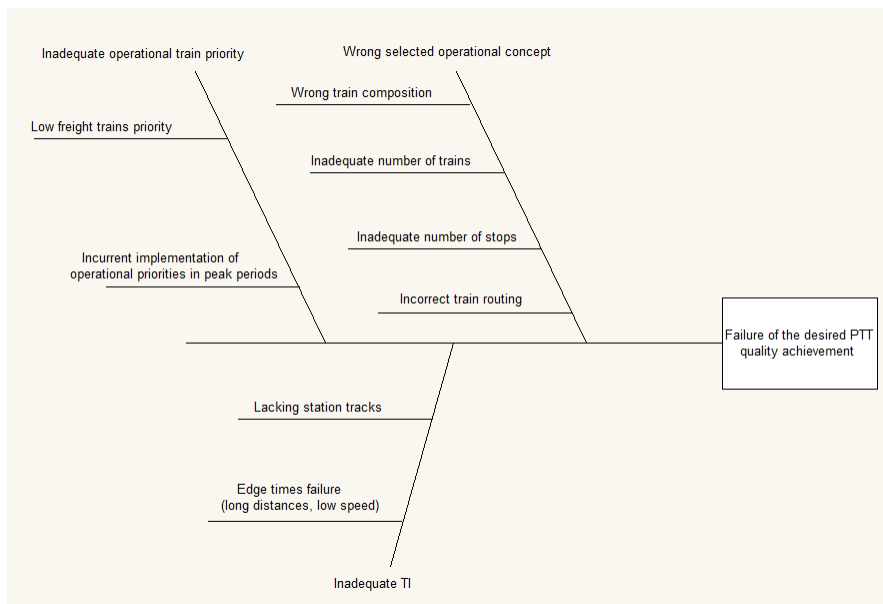 Inadequate operational train priority
Wrong selected operational concept
Wrong train composition
Low freight trains priority
Inadequate number of trains
Inadequate number of stops
Incurrent implementation of
operational priorities in peak periods
Incorrect train routing
Failure of the desired PTT
quality achievement
Lacking station tracks
Edge times failure
(long distances, low speed)
Inadequate TI